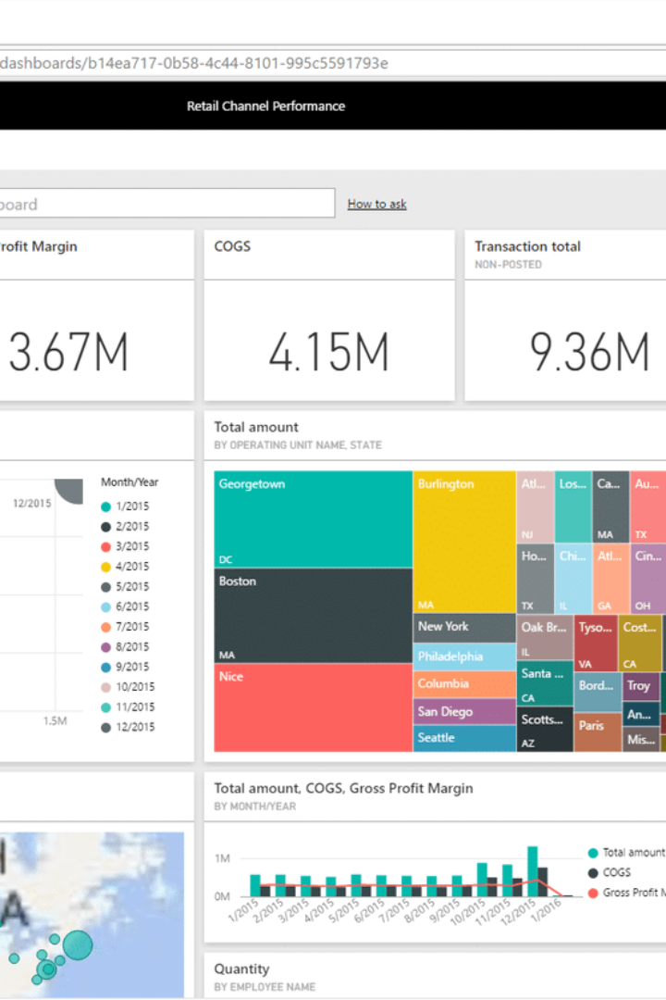 dashboards/b14ea717-0b58-4c44-8101-995c5591793e
Retail Channel Performance
board
How to ask
Profit Margin
3.67M
COGS
4.15M
Transaction total
NON-POSTED
9.36M
12/2015
1.5M
Month/Year
1/2015
2/2015
3/2015
4/2015
5/2015
6/2015
7/2015
8/2015
9/2015
10/2015
11/2015
12/2015
Total amount
BY OPERATING UNIT NAME, STATE
Georgetown
DC
Boston
MA
Nice
Burlington
MA
New York
Philadelphia
Columbia
San Diego
Seattle
Atl...
NJ
Los...
Ca...
MA
Au...
TX
Ho...
TX
Chi...
IL
Atl...
GA
Cin...
OH
Oak Br...
IL
Tyso...
VA
Cost...
CA
Santa ...
CA
Bord...
Troy
Scotts...
AZ
Paris
An...
Mis...
A
Total amount, COGS, Gross Profit Margin
BY MONTH/YEAR
1M
0M
1/2015
2/2015
3/2015
4/2015
5/2015
6/2015
7/2015
8/2015
9/2015
10/2015
11/2015
12/2015
1/2016
Total amount
COGS
Gross Profit M
Quantity
BY EMPLOYEE NAME